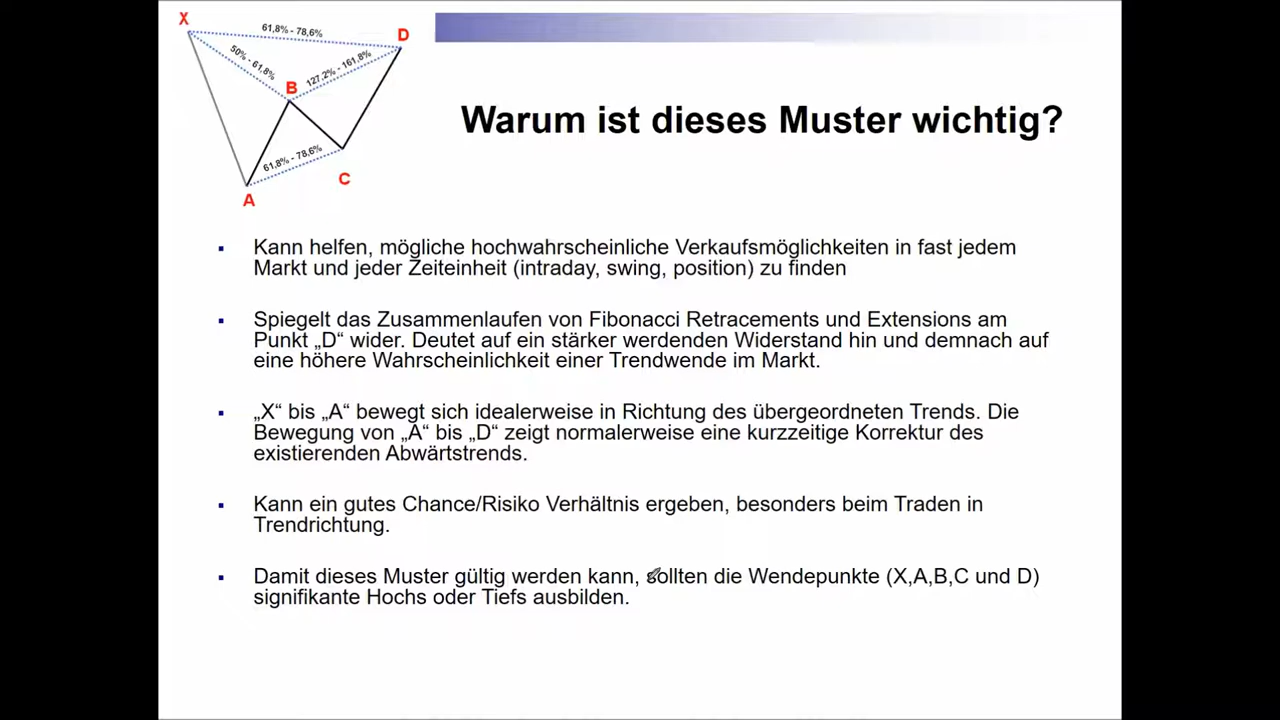 X
61,8% - 78,6%
D
50% - 61,8%
127,2% - 161,8%
B
61,8% - 78,6%
C
A
Warum ist dieses Muster wichtig?
▪ Kann helfen, mögliche hochwahrscheinliche Verkaufsmöglichkeiten in fast jedem
Markt und jeder Zeiteinheit (intraday, swing, position) zu finden
▪ Spiegelt das Zusammenlaufen von Fibonacci Retracements und Extensions am
Punkt „D“ wider. Deutet auf ein stärker werdenden Widerstand hin und demnach auf
eine höhere Wahrscheinlichkeit einer Trendwende im Markt.
▪ „X“ bis „A“ bewegt sich idealerweise in Richtung des übergeordneten Trends. Die
Bewegung von „A“ bis „D“ zeigt normalerweise eine kurzzeitige Korrektur des
existierenden Abwärtstrends.
▪ Kann ein gutes Chance/Risiko Verhältnis ergeben, besonders beim Traden in
Trendrichtung.
▪ Damit dieses Muster gültig werden kann, sollten die Wendepunkte (X,A,B,C und D)
signifikante Hochs oder Tiefs ausbilden.